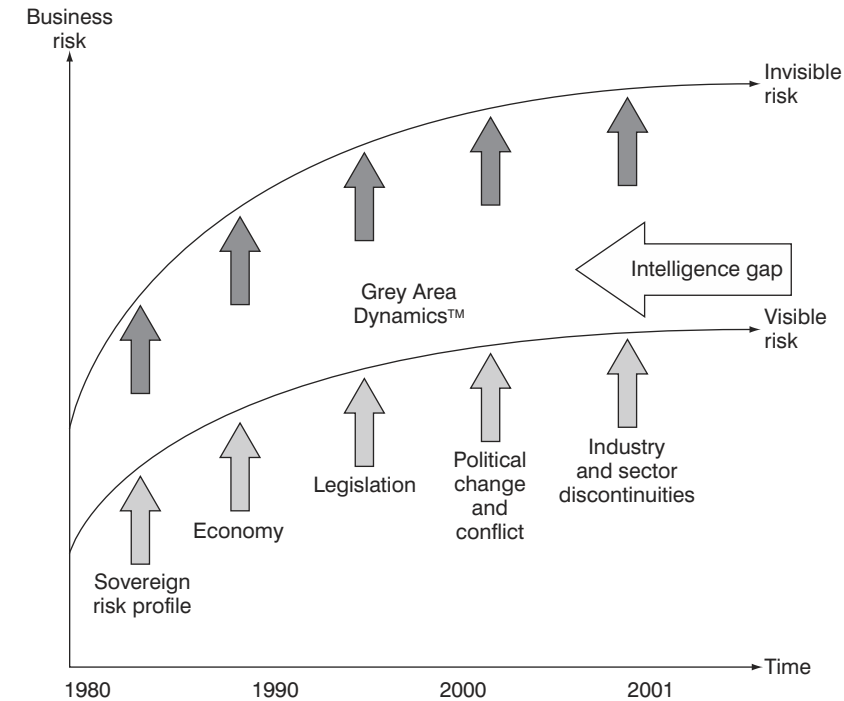 Business
risk
Invisible
risk
Intelligence gap
Grey Area
Dynamics™
Visible
risk
Industry
and sector
discontinuities
Political
change
and
conflict
Legislation
Economy
Sovereign
risk profile
Time
1980 1990 2000 2001